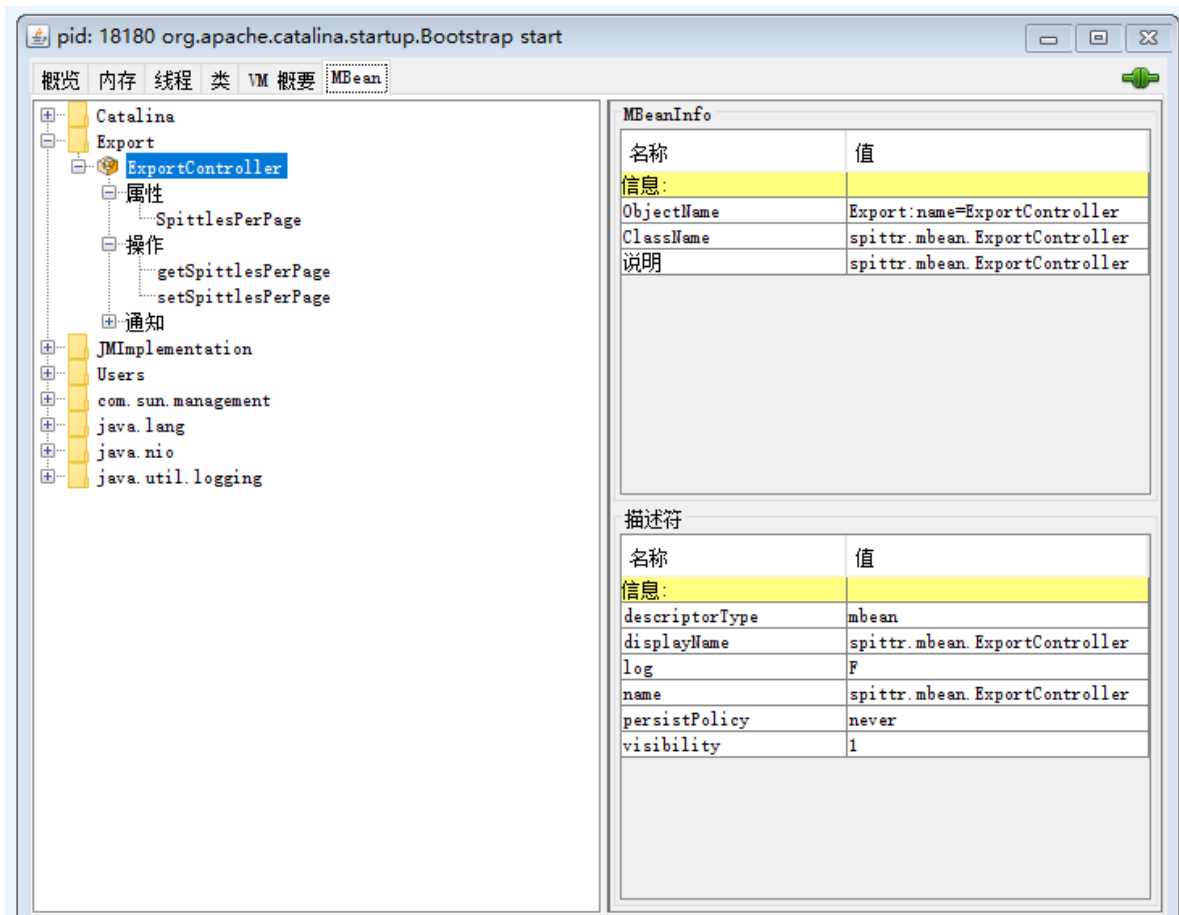 pid: 18180 org.apache.catalina.startup.Bootstrap start
概览 内存 线程 类 VM 概要 MBean
Catalina
Export
ExportController
属性
SpittlesPerPage
操作
getSpittlesPerPage
setSpittlesPerPage
通知
JMImplementation
Users
com.sun.management
java.lang
java.nio
java.util.logging
MBeanInfo
名称 值
信息:
ObjectName Export:name=ExportController
ClassName spittr.mbean.ExportController
说明 spittr.mbean.ExportController
描述符
名称 值
信息:
descriptorType mbean
displayName spittr.mbean.ExportController
log F
name spittr.mbean.ExportController
persistPolicy never
visibility 1